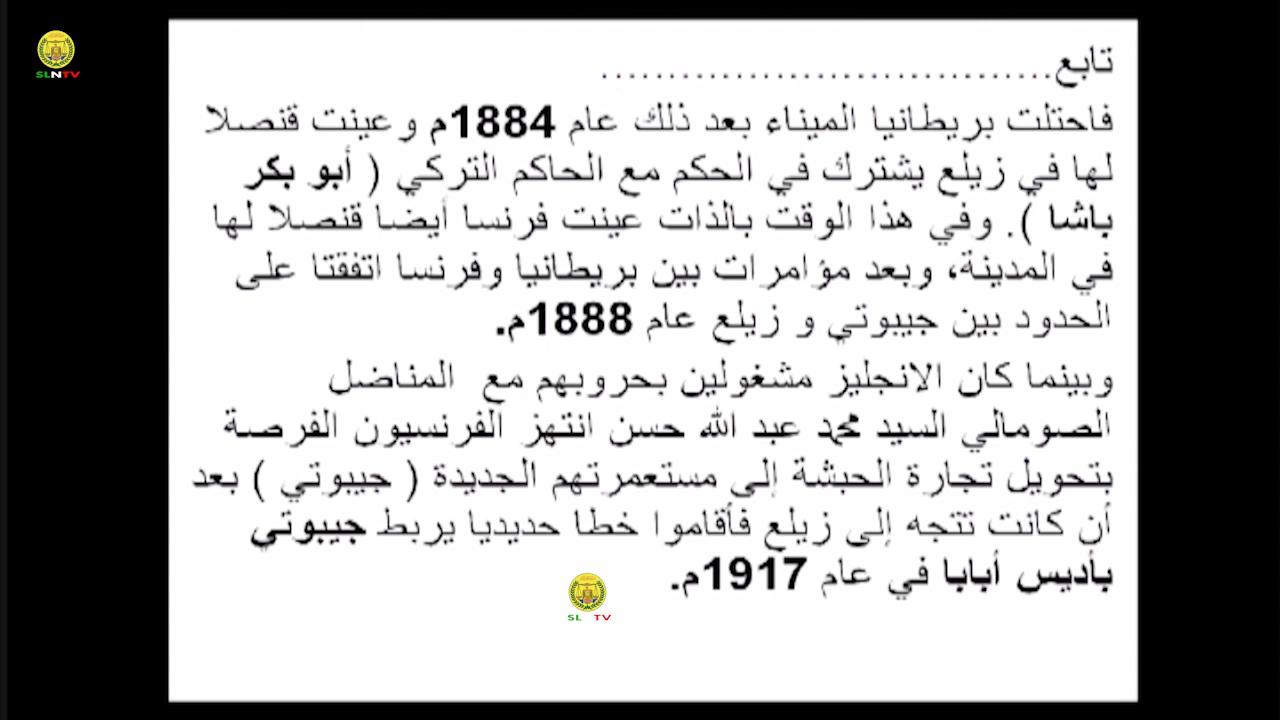 SLNTV
تابع..................................
فاحتلت بريطانيا الميناء بعد ذلك عام 1884م وعينت قنصلا
لها في زيلع يشترك في الحكم مع الحاكم التركي ( أبو بكر
باشا ). وفي هذا الوقت بالذات عينت فرنسا أيضا قنصلا لها
في المدينة، وبعد مؤامرات بين بريطانيا وفرنسا اتفقتا على
الحدود بين جيبوتي و زيلع عام 1888م.
وبينما كان الإنجليز مشغولين بحروبهم مع المناضل
الصومالي السيد محمد عبد الله حسن انتهز الفرنسيون الفرصة
بتحويل تجارة الحبشة إلى مستعمرتهم الجديدة ( جيبوتي ) بعد
أن كانت تتجه إلى زيلع فأقاموا خطا حديديا يربط جيبوتي
بأديس أبابا في عام 1917م.
SL TV